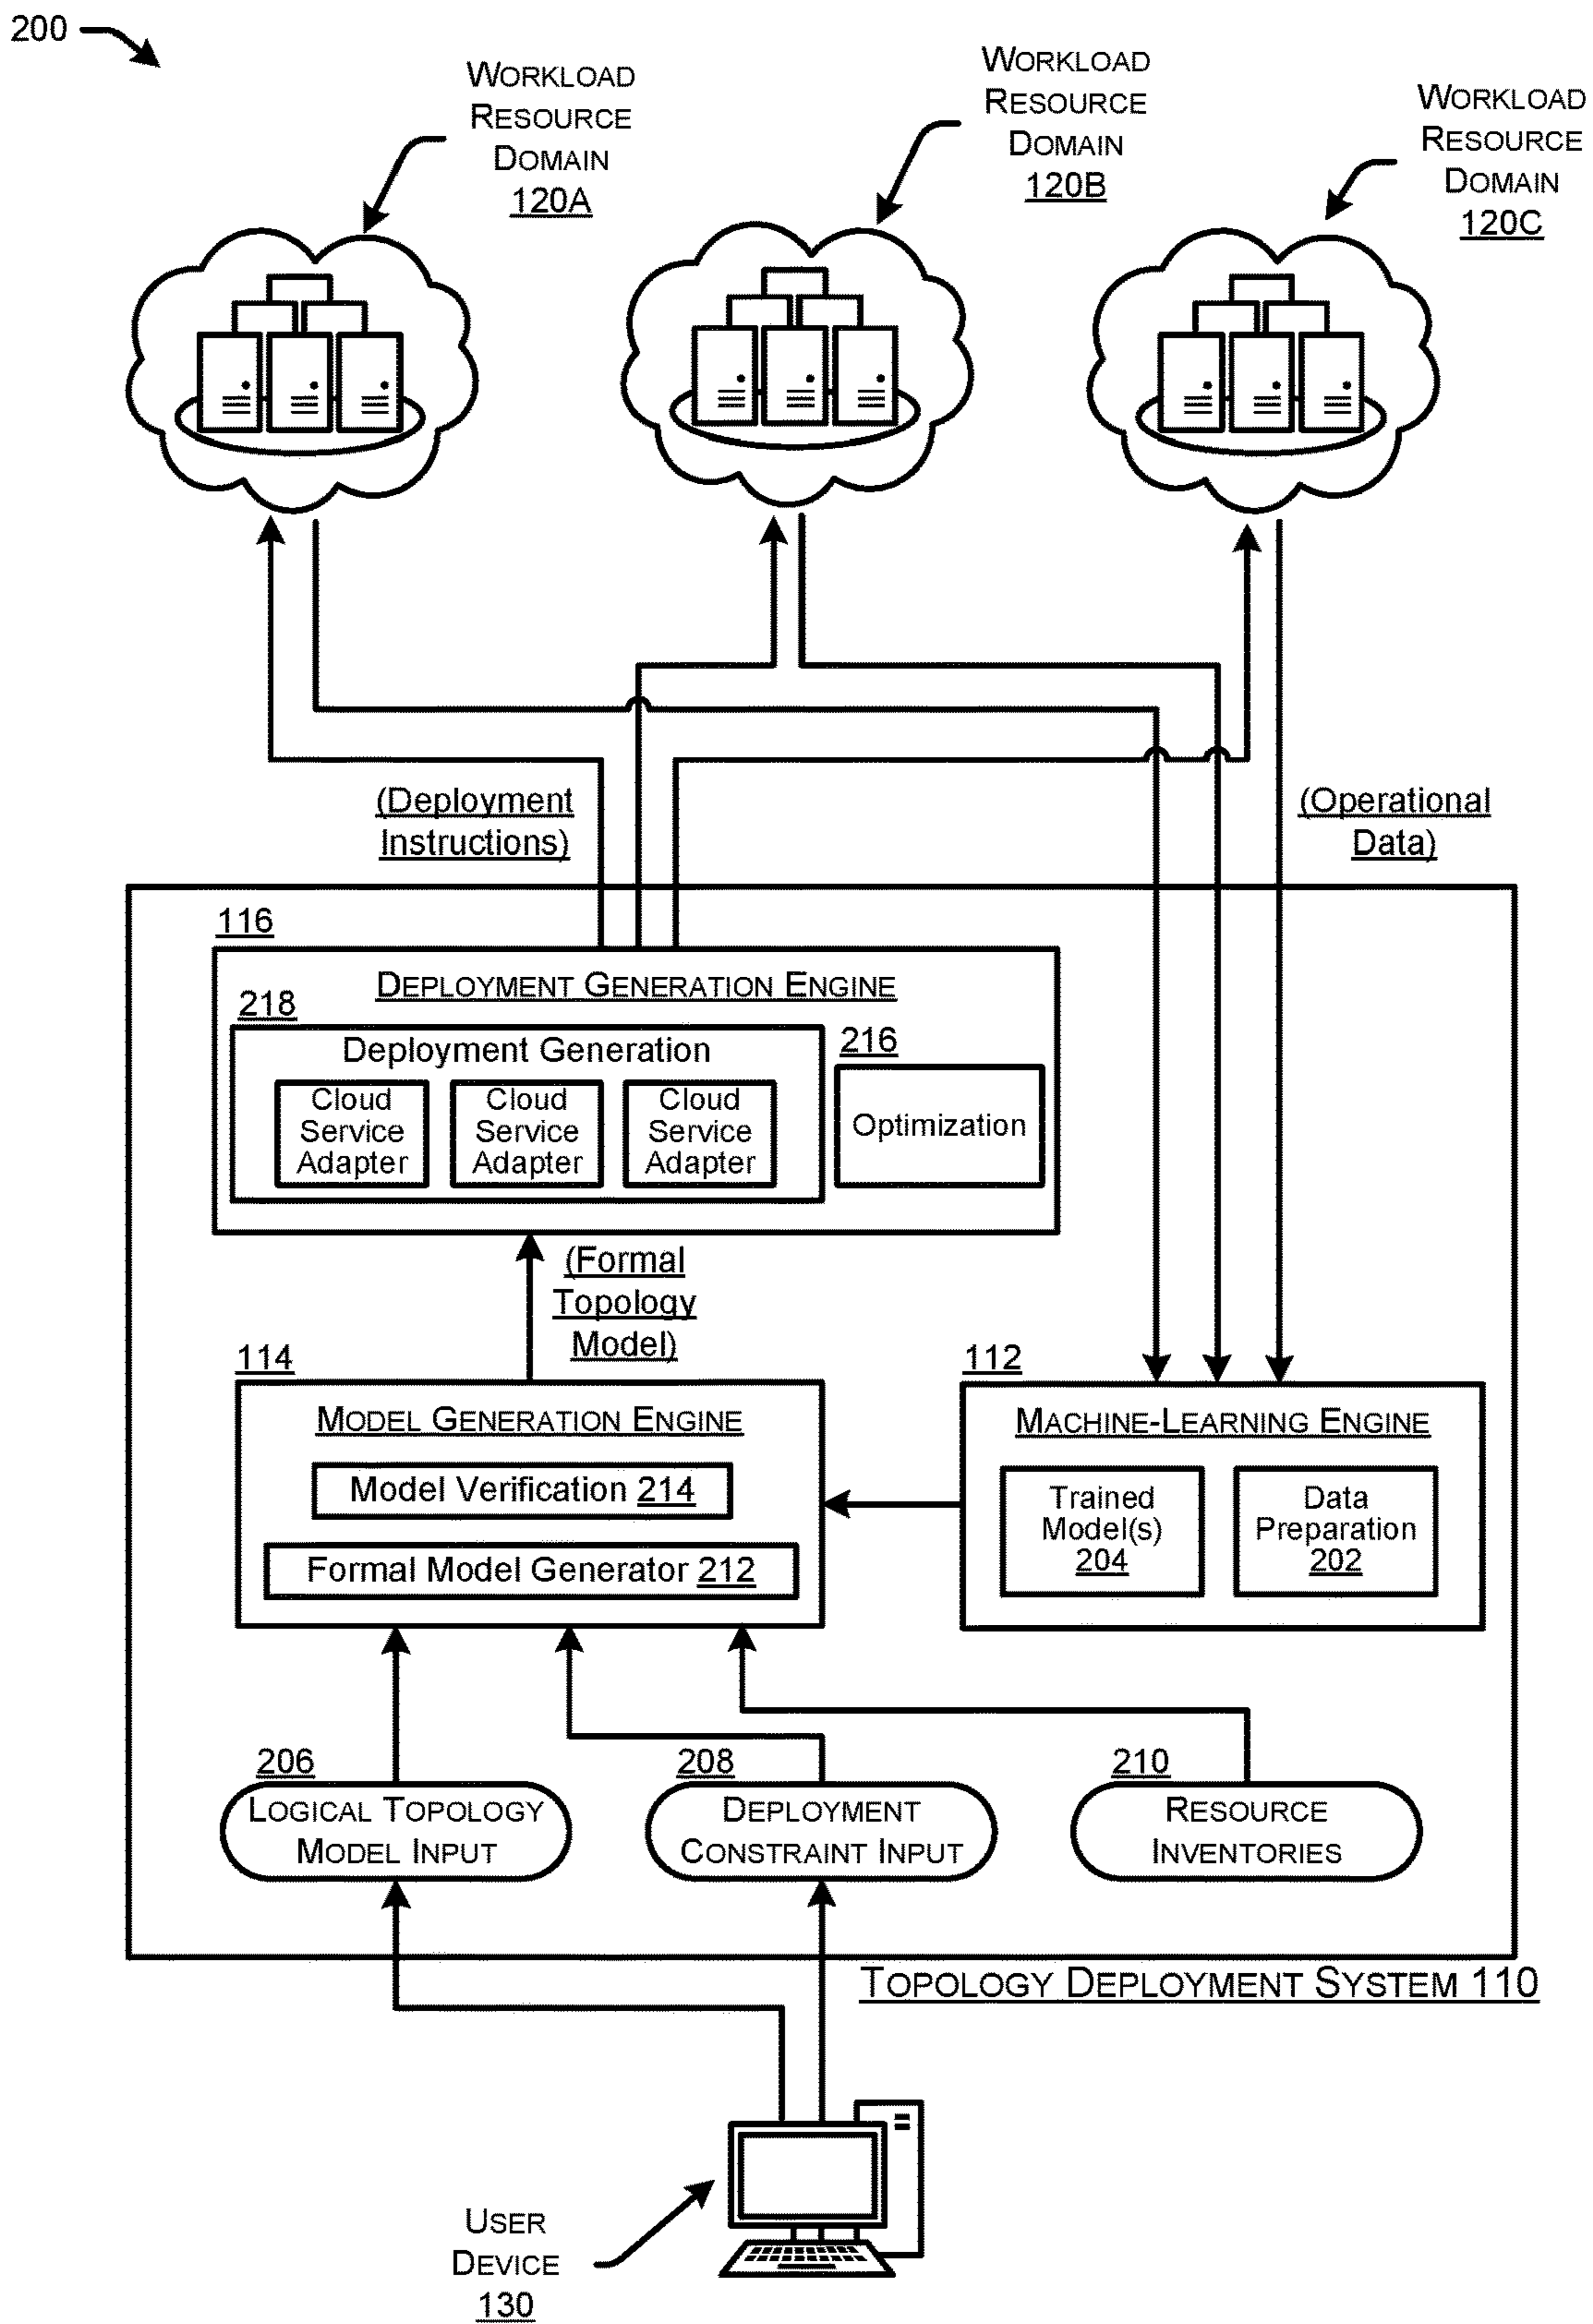 200
WORKLOAD
RESOURCE
DOMAIN
120A
WORKLOAD
RESOURCE
DOMAIN
120B
WORKLOAD
RESOURCE
DOMAIN
120C
(Deployment
Instructions)
(Operational
Data)
116
DEPLOYMENT GENERATION ENGINE
218
Deployment Generation
Cloud
Service
Adapter
Cloud
Service
Adapter
Cloud
Service
Adapter
216
Optimization
(Formal
Topology
Model)
114
MODEL GENERATION ENGINE
Model Verification 214
Formal Model Generator 212
112
MACHINE-LEARNING ENGINE
Trained
Model(s)
204
Data
Preparation
202
206
LOGICAL TOPOLOGY
MODEL INPUT
208
DEPLOYMENT
CONSTRAINT INPUT
210
RESOURCE
INVENTORIES
TOPOLOGY DEPLOYMENT SYSTEM 110
USER
DEVICE
130